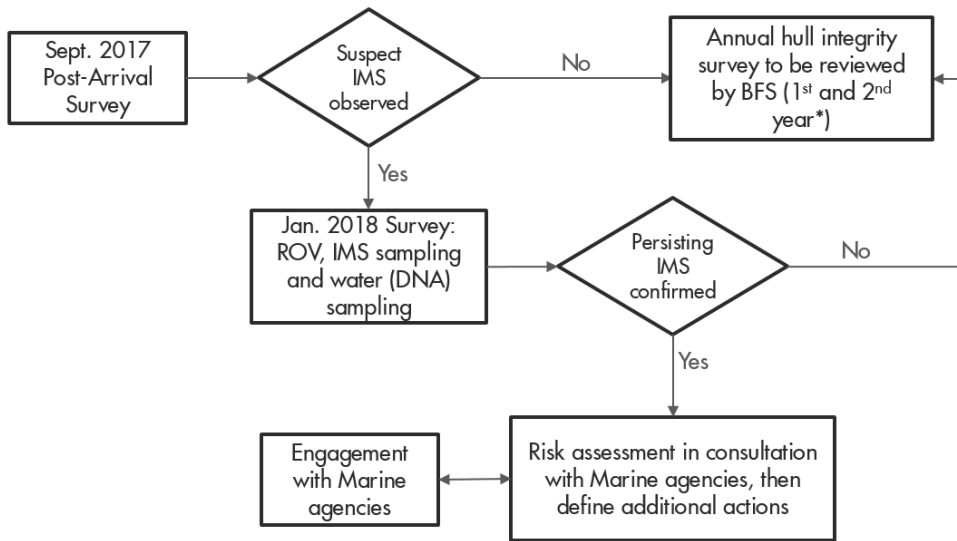 Sept. 2017
Post-Arrival
Survey
Suspect
IMS
observed
No
Annual hull integrity
survey to be reviewed
by BFS (1st and 2nd
year*)
Yes
Jan. 2018 Survey:
ROV, IMS sampling
and water (DNA)
sampling
Persisting
IMS
confirmed
No
Yes
Engagement
with Marine
agencies
Risk assessment in consultation
with Marine agencies, then
define additional actions